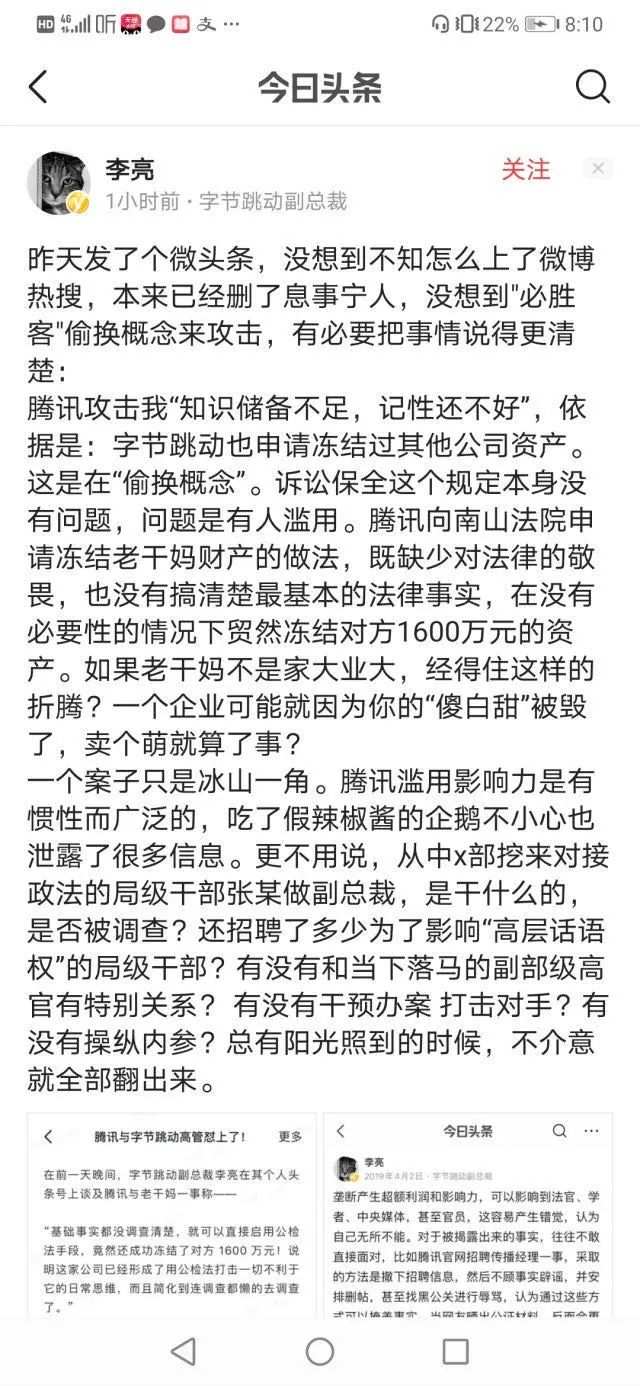 HD 4G 听 支 ... 22% 8:10
今日头条
李亮
关注
1小时前 · 字节跳动副总裁
昨天发了个微头条，没想到不知怎么上了微博
热搜，本来已经删了息事宁人，没想到"必胜
客"偷换概念来攻击，有必要把事情说得更清
楚：
腾讯攻击我“知识储备不足，记性还不好”，依
据是：字节跳动也申请冻结过其他公司资产。
这是在“偷换概念”。诉讼保全这个规定本身没
有问题，问题是有人滥用。腾讯向南山法院申
请冻结老干妈财产的做法，既缺少对法律的敬
畏，也没有搞清楚最基本的法律事实，在没有
必要性的情况下贸然冻结对方1600万元的资
产。如果老干妈不是家大业大，经得住这样的
折腾？一个企业可能就因为你的“傻白甜”被毁
了，卖个萌就算了事？
一个案子只是冰山一角。腾讯滥用影响力是有
惯性而广泛的，吃了假辣椒酱的企鹅不小心也
泄露了很多信息。更不用说，从中x部挖来对接
政法的局级干部张某做副总裁，是干什么的，
是否被调查？还招聘了多少为了影响“高层话语
权”的局级干部？有没有和当下落马的副部级高
官有特别关系？ 有没有干预办案 打击对手？有
没有操纵内参？总有阳光照到的时候，不介意
就全部翻出来。
腾讯与字节跳动高管怼上了！
更多
在前一天晚间，字节跳动副总裁李亮在其个人头
条号上谈及腾讯与老干妈一事称——
“基础事实都没调查清楚，就可以直接启用公检
法手段，竟然还成功冻结了对方 1600 万元！说
明这家公司已经形成了用公检法打击一切不利于
它的日常思维，而且简化到连调查都懒的去调查
了。”
今日头条
李亮
2019年4月2日 · 字节跳动副总裁
垄断产生超额利润和影响力，可以影响到法官、学
者、中央媒体，甚至官员，这容易产生错觉，认为
自己无所不能。对于被揭露出来的事实，往往不敢
直接面对，比如腾讯官网招聘传播经理一事，采取
的方法是撤下招聘信息，然后不顾事实辟谣，并安
排删帖，甚至找黑公关进行辱骂，认为通过这些方